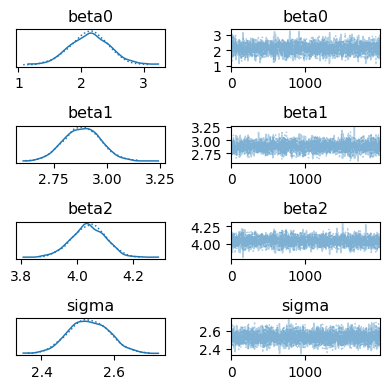 beta0 beta0
3
2
1
1 2 3 0 1000
beta1 beta1
3.25
3.00
2.75
2.75 3.00 3.25 0 1000
beta2 beta2
4.25
4.00
3.8 4.0 4.2 0 1000
sigma sigma
2.6
2.4
2.4 2.6 0 1000